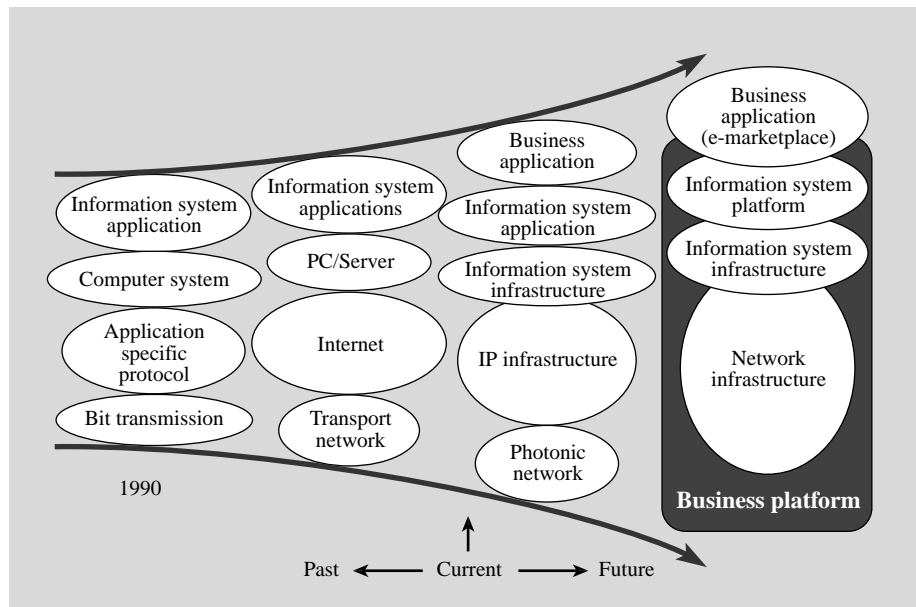 Information system
application
Computer system
Application
specific
protocol
Bit transmission
1990
Information system
applications
PC/Server
Internet
Transport
network
Business
application
Information system
application
Information system
infrastructure
IP infrastructure
Photonic
network
Business
application
(e-marketplace)
Information system
platform
Information system
infrastructure
Network
infrastructure
Business platform
Past
Current
Future